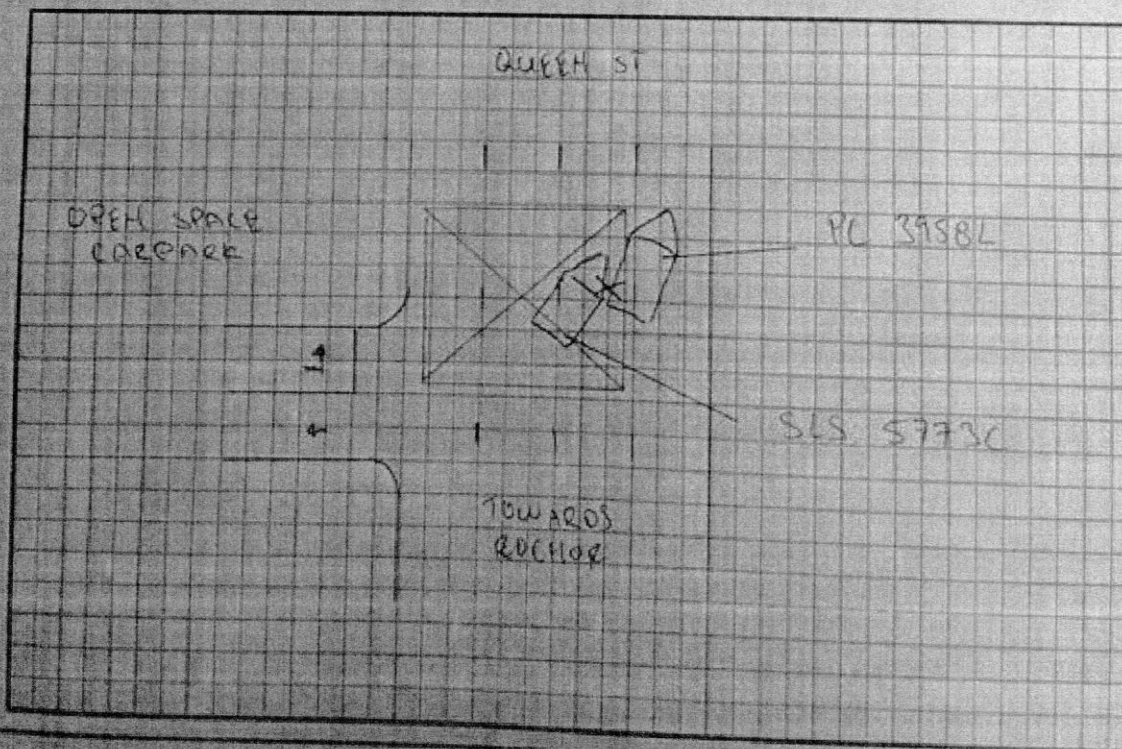 QUEEN ST
OPEN SPACE
CARPARK
PC 3958L
SLS 5773C
TOWARDS
ROCHOR